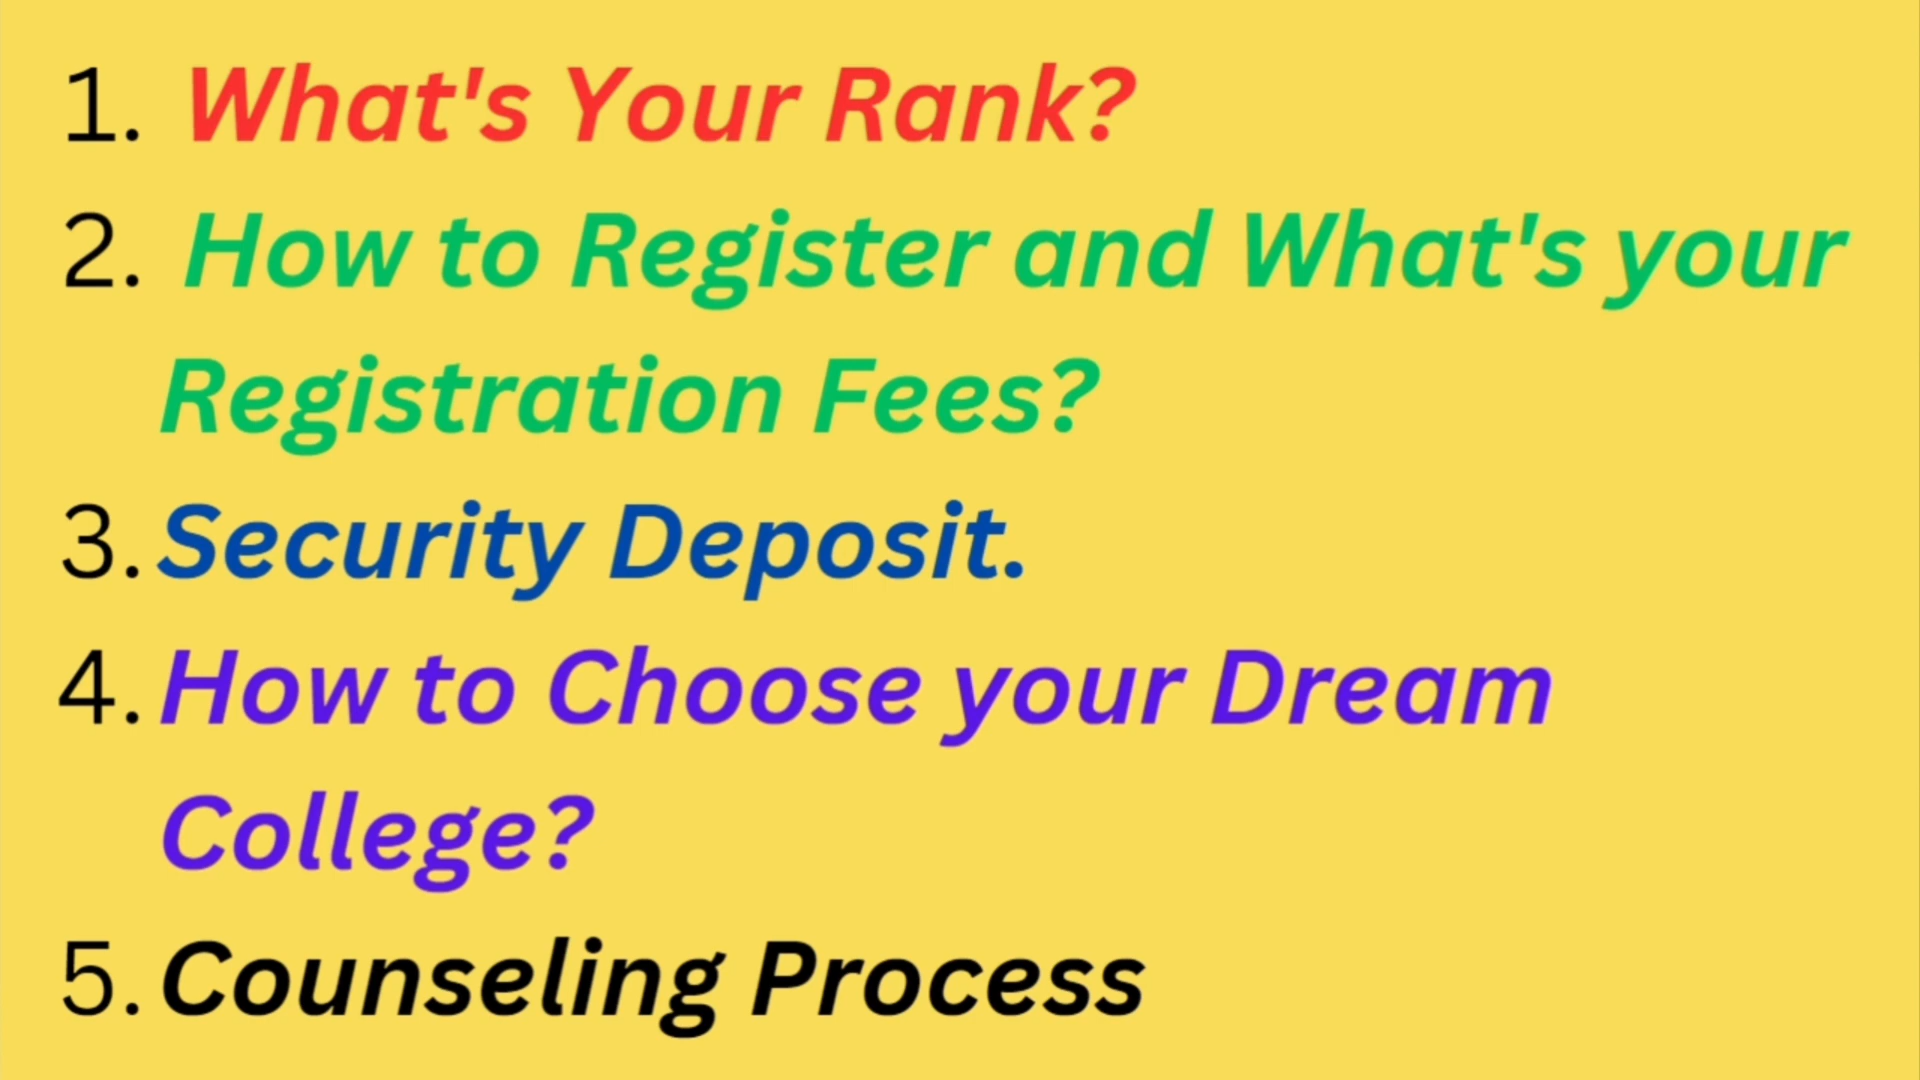 1. What's Your Rank?
2. How to Register and What's your
Registration Fees?
3. Security Deposit.
4. How to Choose your Dream
College?
5. Counseling Process